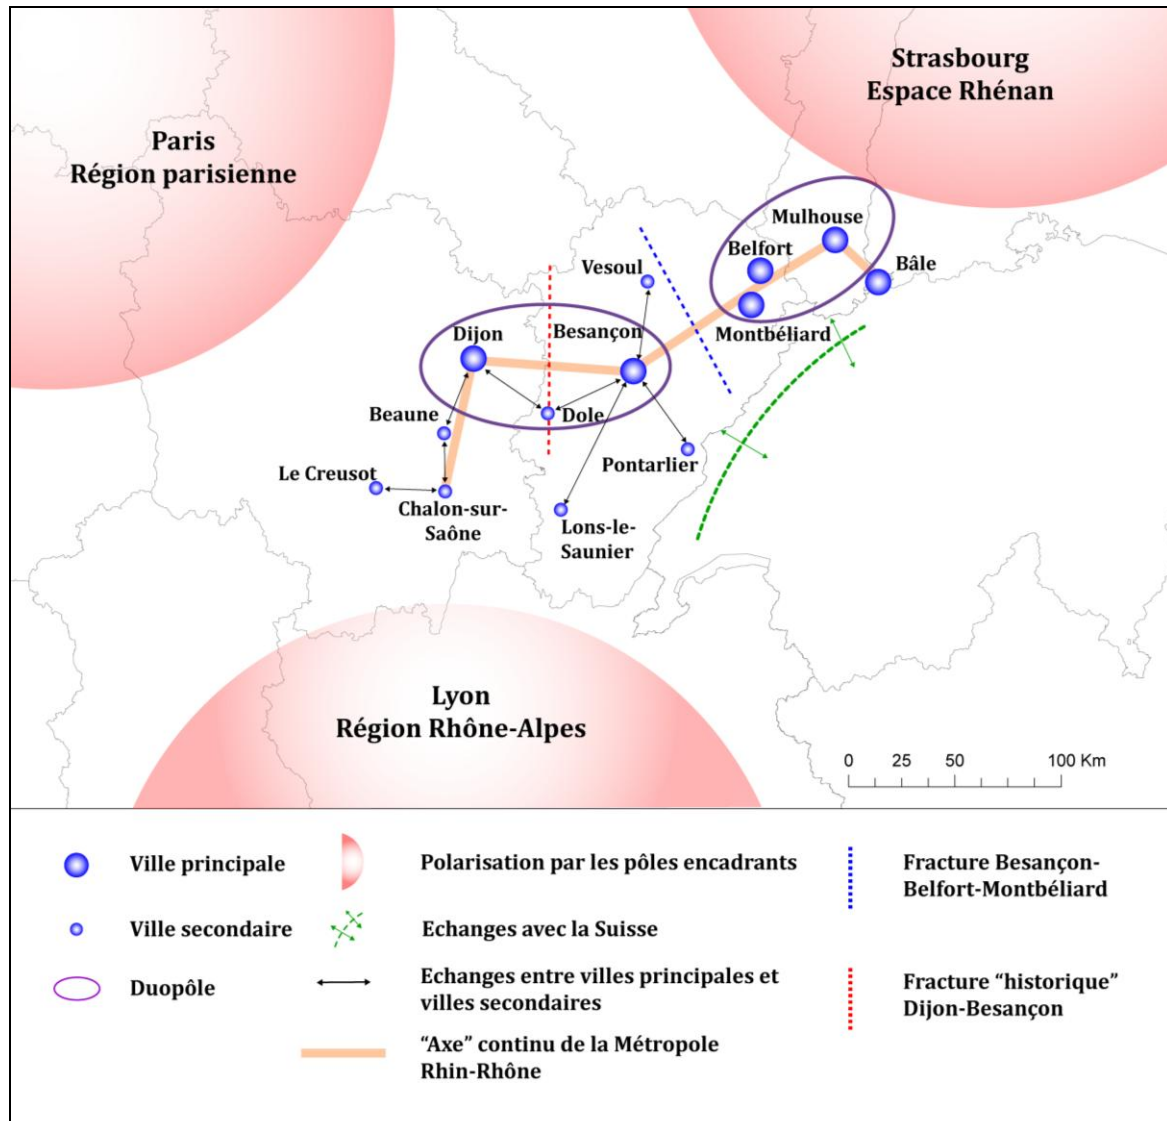 Strasbourg
Espace Rhénan
Paris
Région parisienne
Mulhouse
Belfort
Bâle
Vesoul
Montbéliard
Dijon
Besançon
Beaune
Dole
Pontarlier
Le Creusot
Chalon-sur-
Saône
Lons-le-
Saunier
Lyon
Région Rhône-Alpes
0 25 50 100 Km
Ville principale
Ville secondaire
Duopôle
Polarisation par les pôles encadrants
Echanges avec la Suisse
Echanges entre villes principales et
villes secondaires
“Axe” continu de la Métropole
Rhin-Rhône
Fracture Besançon-
Belfort-Montbéliard
Fracture “historique”
Dijon-Besançon